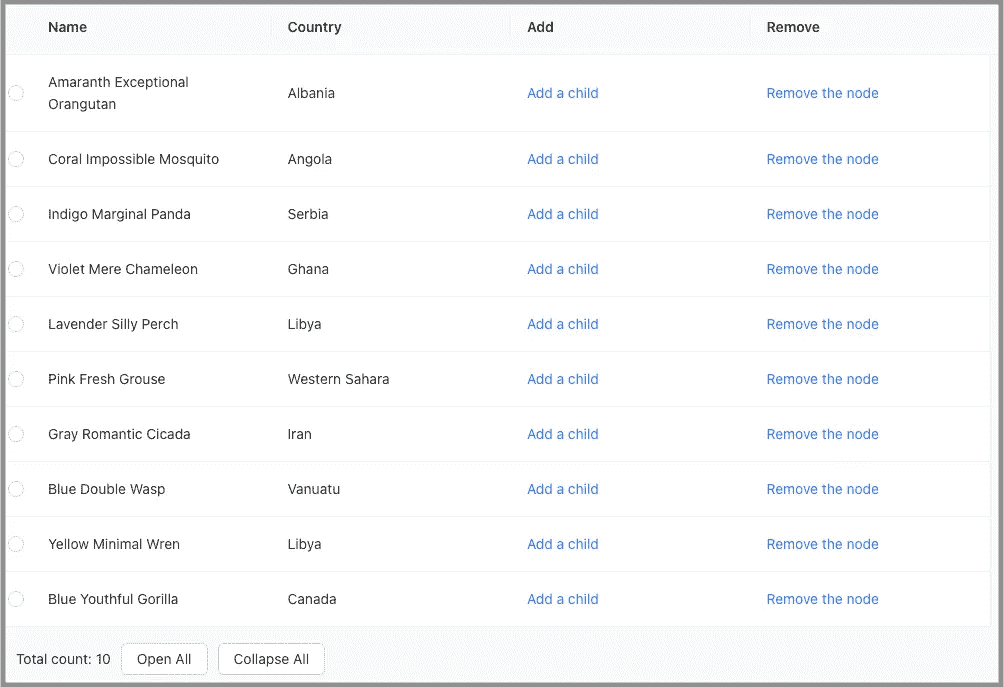 Name Country Add Remove
Amaranth Exceptional
Orangutan Albania Add a child Remove the node
Coral Impossible Mosquito Angola Add a child Remove the node
Indigo Marginal Panda Serbia Add a child Remove the node
Violet Mere Chameleon Ghana Add a child Remove the node
Lavender Silly Perch Libya Add a child Remove the node
Pink Fresh Grouse Western Sahara Add a child Remove the node
Gray Romantic Cicada Iran Add a child Remove the node
Blue Double Wasp Vanuatu Add a child Remove the node
Yellow Minimal Wren Libya Add a child Remove the node
Blue Youthful Gorilla Canada Add a child Remove the node
Total count: 10 Open All Collapse All